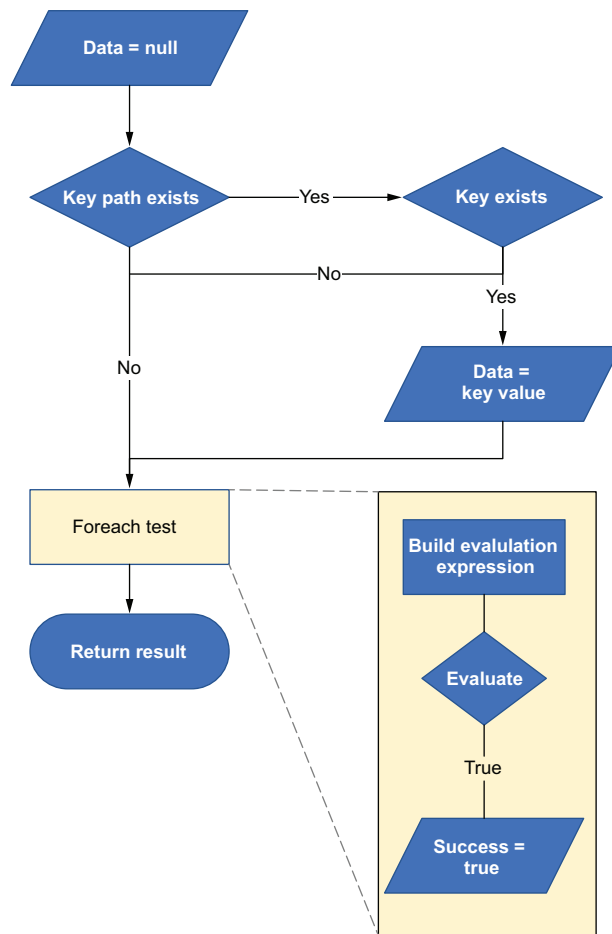 Data = null
Key path exists
Yes
Key exists
No
Yes
No
Data =
key value
Foreach test
Build evalulation
expression
Return result
Evaluate
True
Success =
true